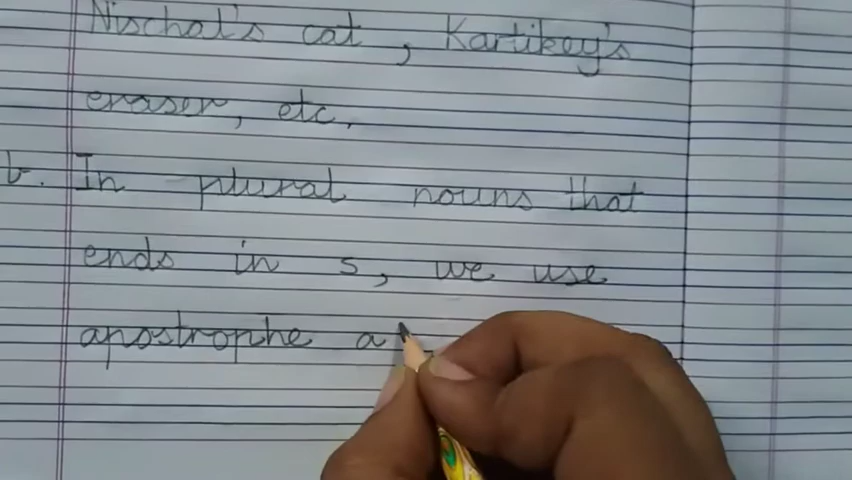 Nischal's cat, Kartikey's
eraser, etc.
b. In plural nouns that
ends in s, we use
apostrophe a